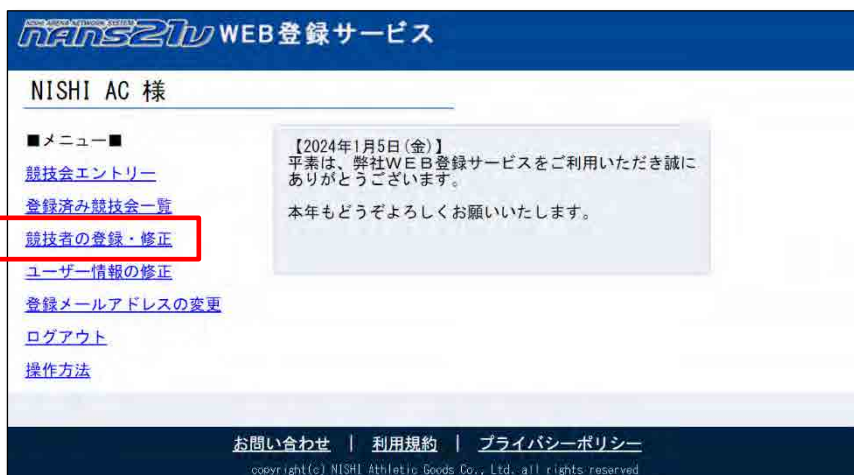 NISHI ARENA NETWORK SYSTEM
nans21v WEB登録サービス
NISHI AC 様
■メニュー■
競技会エントリー
登録済み競技会一覧
競技者の登録・修正
ユーザー情報の修正
登録メールアドレスの変更
ログアウト
操作方法
【2024年1月5日(金)】
平素は、弊社ＷＥＢ登録サービスをご利用いただき誠に
ありがとうございます。
本年もどうぞよろしくお願いいたします。
お問い合わせ | 利用規約 | プライバシーポリシー
copyright(c) NISHI Athletic Goods Co., Ltd. all rights reserved